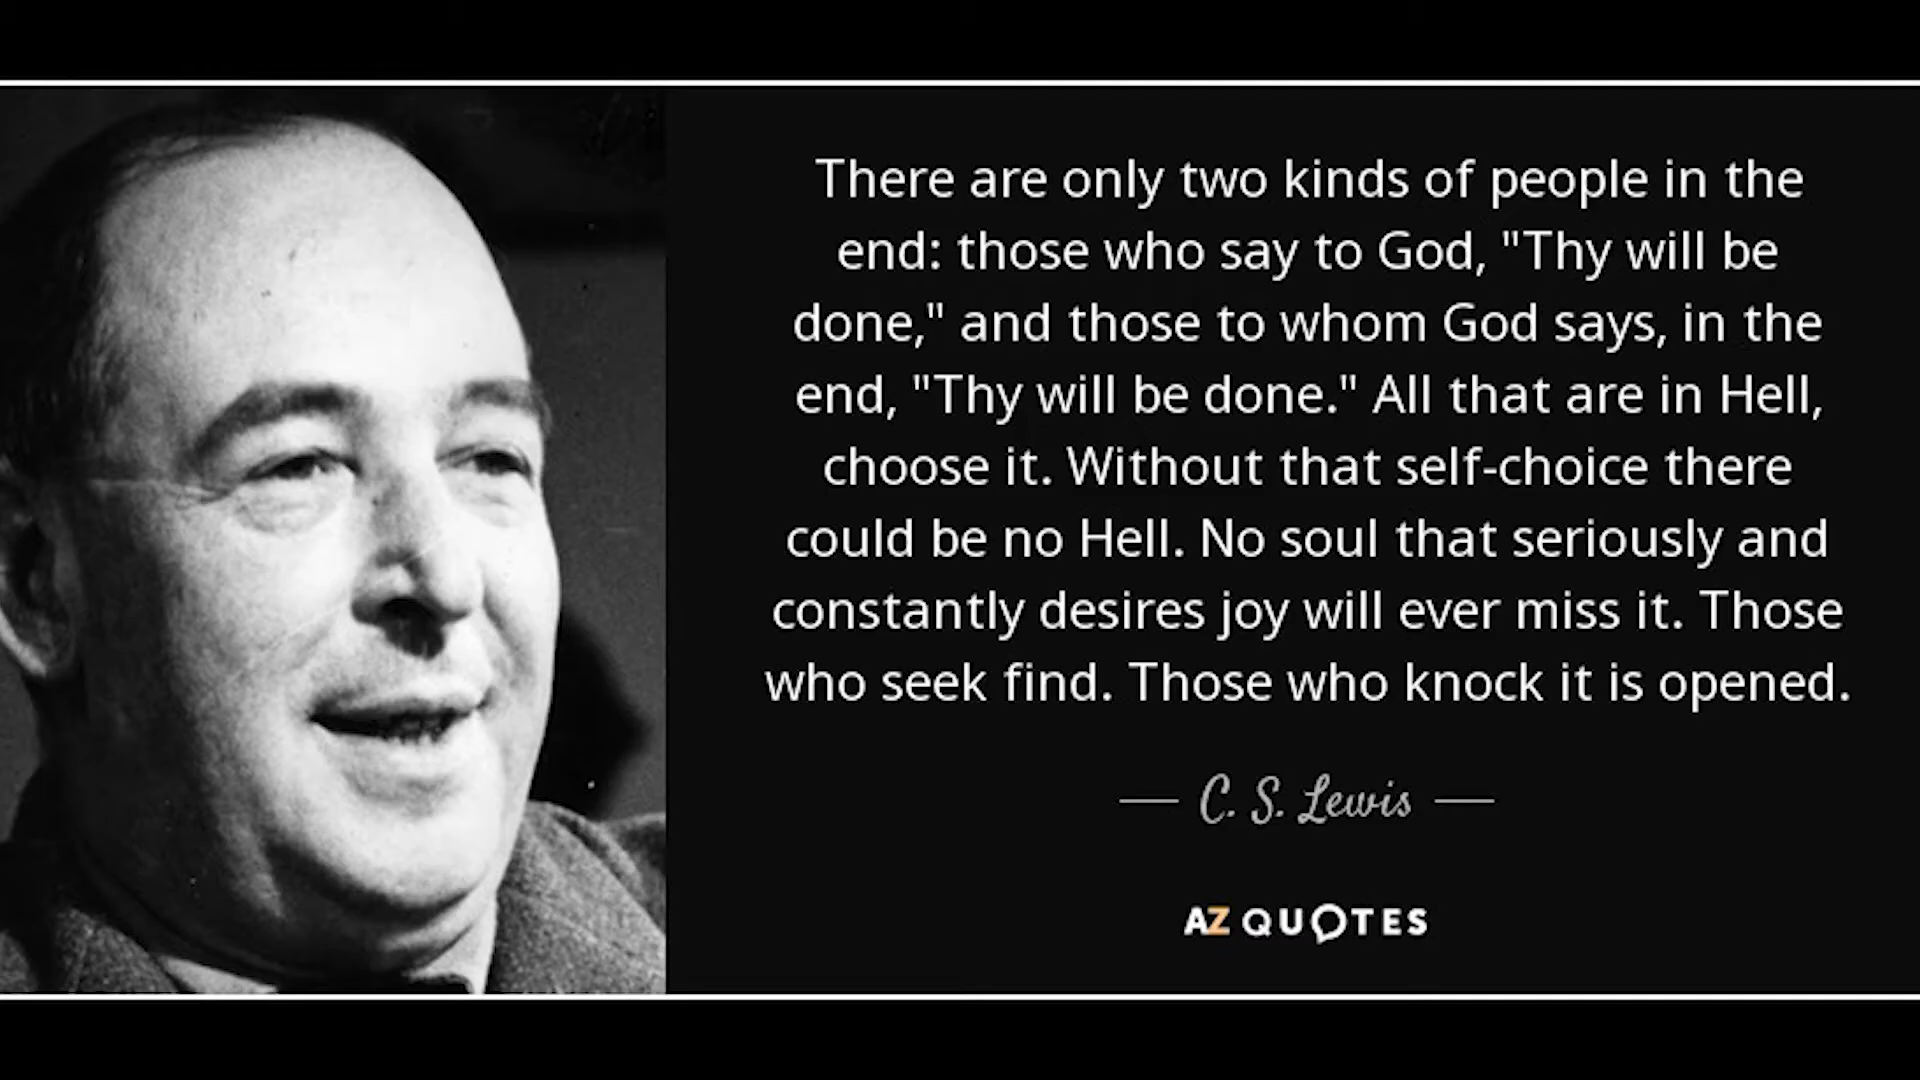 There are only two kinds of people in the
end: those who say to God, "Thy will be
done," and those to whom God says, in the
end, "Thy will be done." All that are in Hell,
choose it. Without that self-choice there
could be no Hell. No soul that seriously and
constantly desires joy will ever miss it. Those
who seek find. Those who knock it is opened.
— C. S. Lewis —
AZ QUOTES